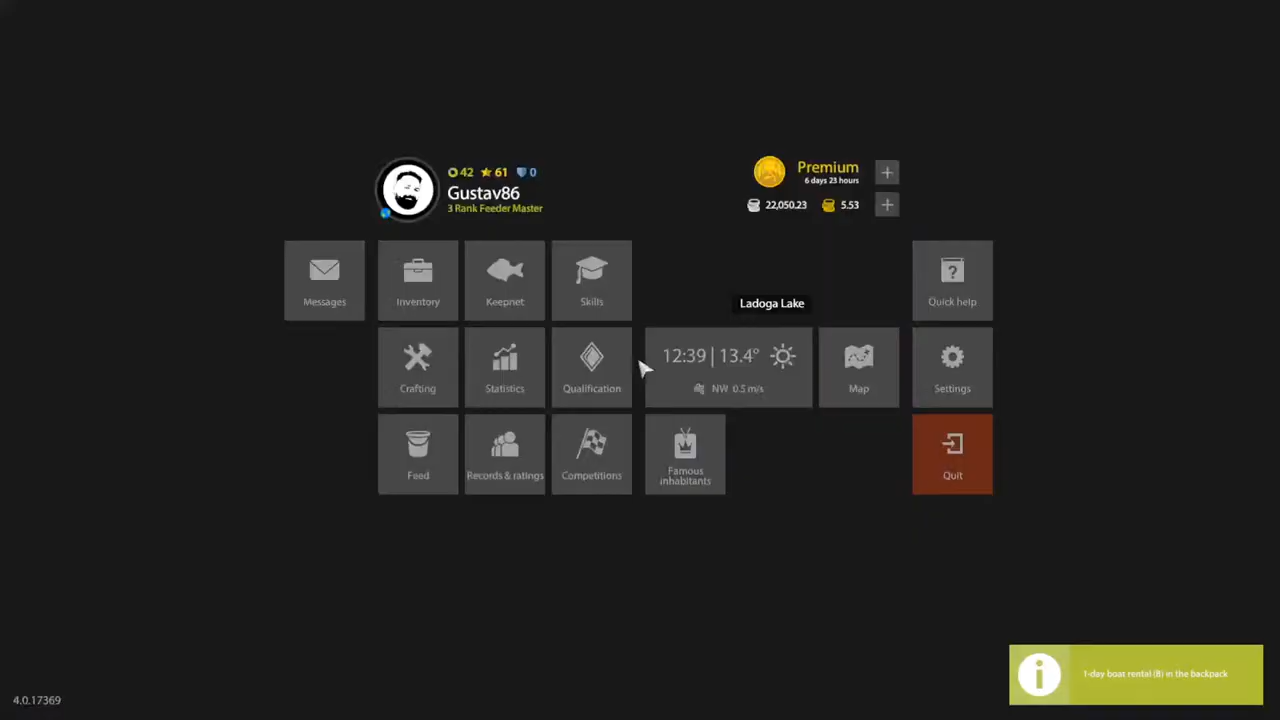 42 61 0
Gustav86
3 Rank Feeder Master
Premium
6 days 23 hours
+
22,050.23 5.53
+
Messages
Inventory
Keepnet
Skills
Ladoga Lake
?
Quick help
Crafting
Statistics
Qualification
12:39 | 13.4°
NW 0.5 m/s
Map
Settings
Feed
Records & ratings
Competitions
Famous
inhabitants
Quit
i
1-day boat rental (B) in the backpack
4.0.17369